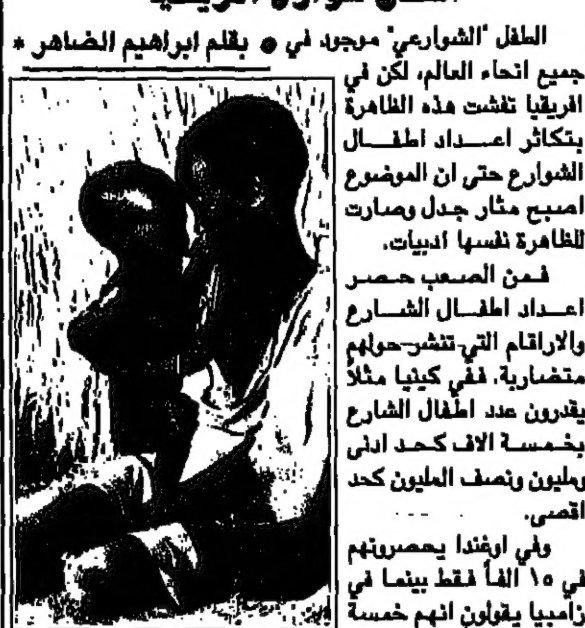 الطفل "الشوارعي" موجود في
● بقلم ابراهيم الضاهر *
جميع انحاء العالم، لكن في
افريقيا تفشت هذه الظاهرة
بتكاثر اعداد اطفال
الشوارع حتى ان الموضوع
اصبح مثار جدل وصارت
للظاهرة نفسها ادبيات.
فمن الصعب حصر
اعداد اطفال الشارع
والاراقام التي تنشر حولهم
متضاربة. ففي كينيا مثلاً
يقدرون عدد اطفال الشارع
بخمسة الاف كحد ادنى
ومليون ونصف المليون كحد
اقصى.
وفي اوغندا يحصرونهم
في ١٥ الفاً فقط بينما في
زامبيا يقولون انهم خمسة